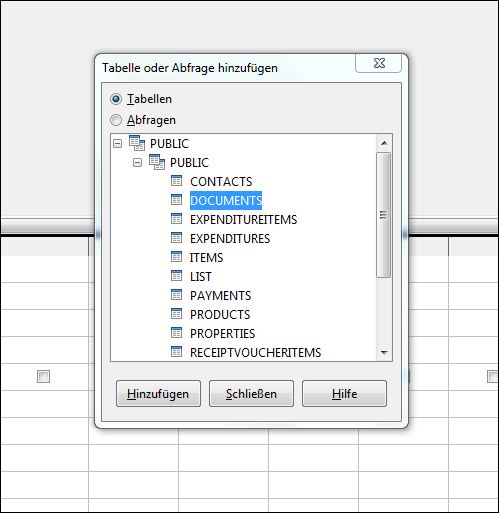 Tabelle oder Abfrage hinzufügen
Tabellen
Abfragen
PUBLIC
PUBLIC
CONTACTS
DOCUMENTS
EXPENDITUREITEMS
EXPENDITURES
ITEMS
LIST
PAYMENTS
PRODUCTS
PROPERTIES
RECEIPTVOUCHERITEMS
Hinzufügen Schließen Hilfe